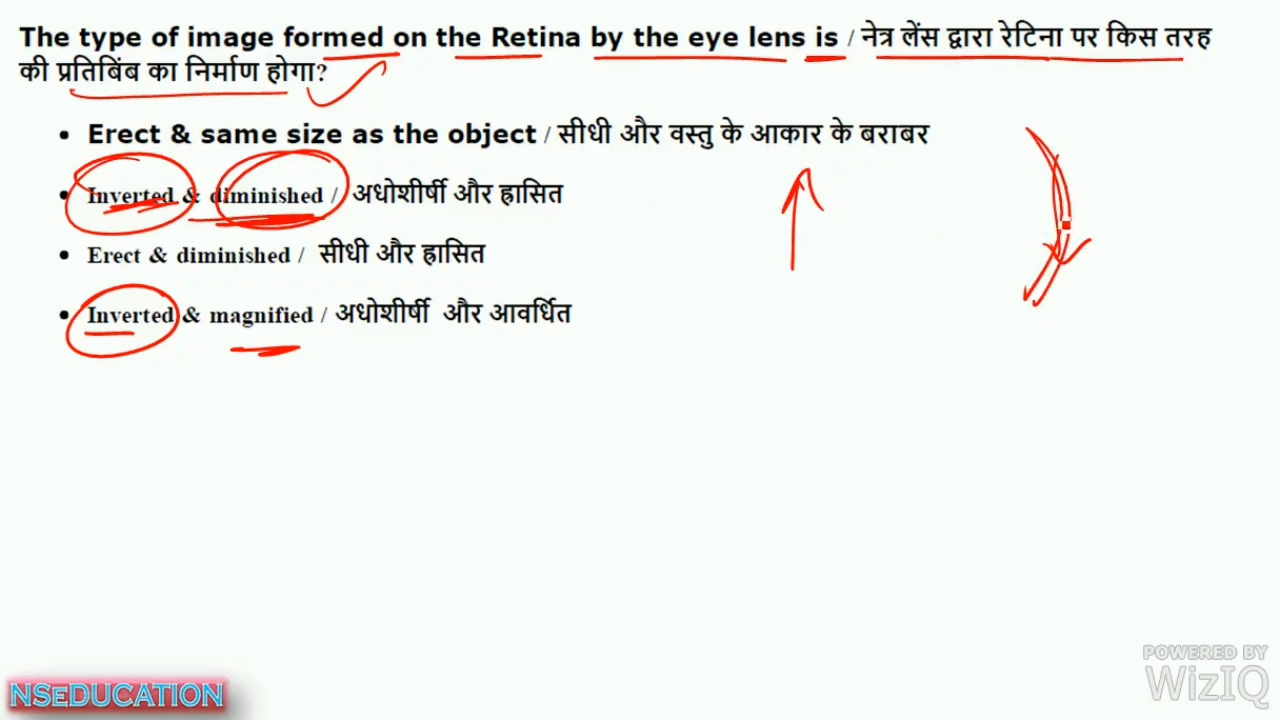 The type of image formed on the Retina by the eye lens is / नेत्र लेंस द्वारा रेटिना पर किस तरह
की प्रतिबिंब का निर्माण होगा?
• Erect & same size as the object / सीधी और वस्तु के आकार के बराबर
• Inverted & diminished / अधोशीर्षी और ह्रासित
• Erect & diminished / सीधी और ह्रासित
• Inverted & magnified / अधोशीर्षी और आवर्धित
POWERED BY
WizIQ
NSEDUCATION